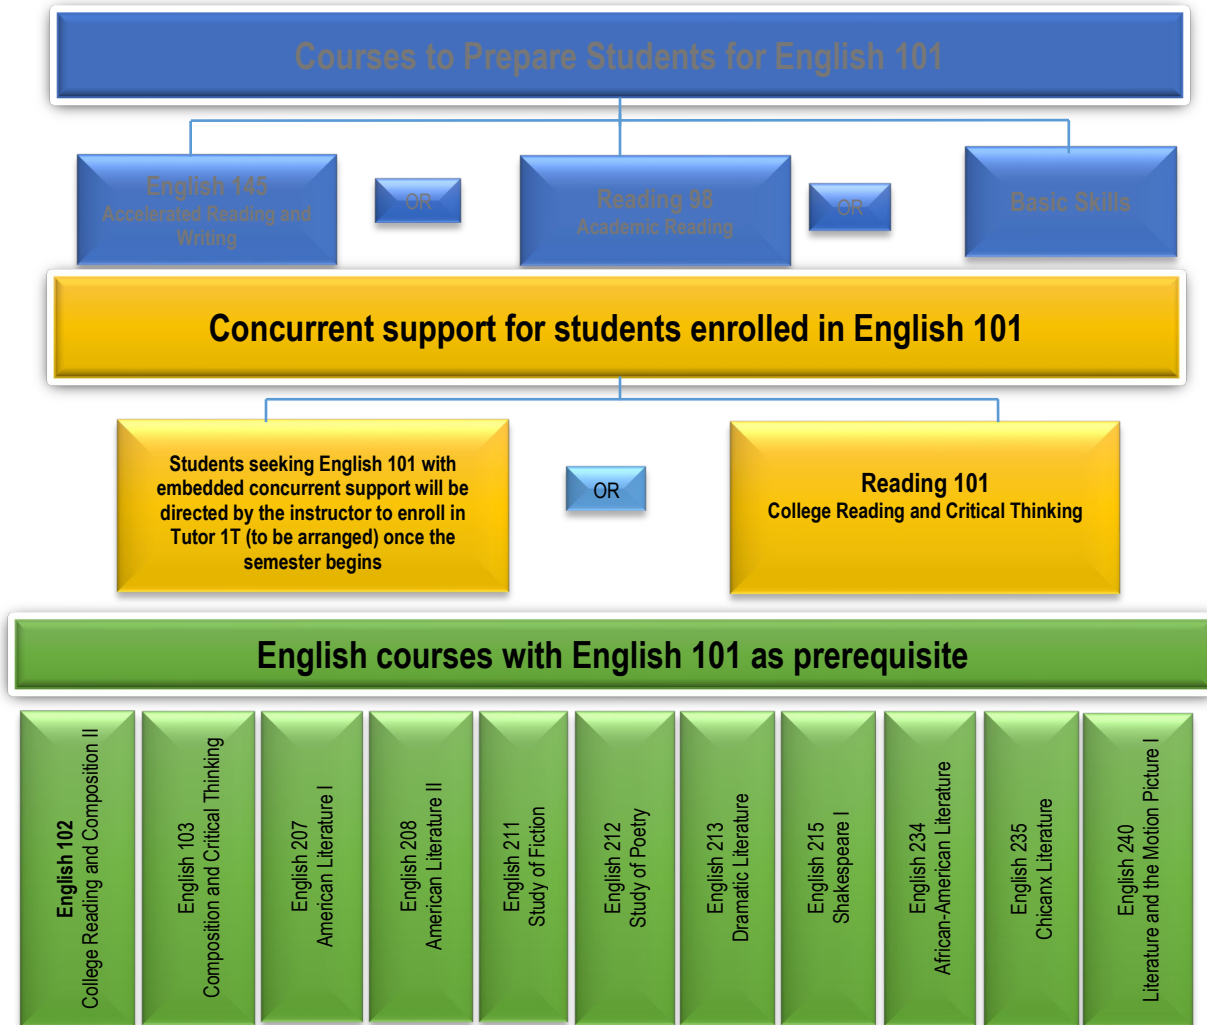 Courses to Prepare Students for English 101
English 145
Accelerated Reading and
Writing
OR
Reading 98
Academic Reading
OR
Basic Skills
Concurrent support for students enrolled in English 101
Students seeking English 101 with
embedded concurrent support will be
directed by the instructor to enroll in
Tutor 1T (to be arranged) once the
semester begins
OR
Reading 101
College Reading and Critical Thinking
English courses with English 101 as prerequisite
English 102
College Reading and Composition II
English 103
Composition and Critical Thinking
English 207
American Literature I
English 208
American Literature II
English 211
Study of Fiction
English 212
Study of Poetry
English 213
Dramatic Literature
English 215
Shakespeare I
English 234
African-American Literature
English 235
Chicanx Literature
English 240
Literature and the Motion Picture I